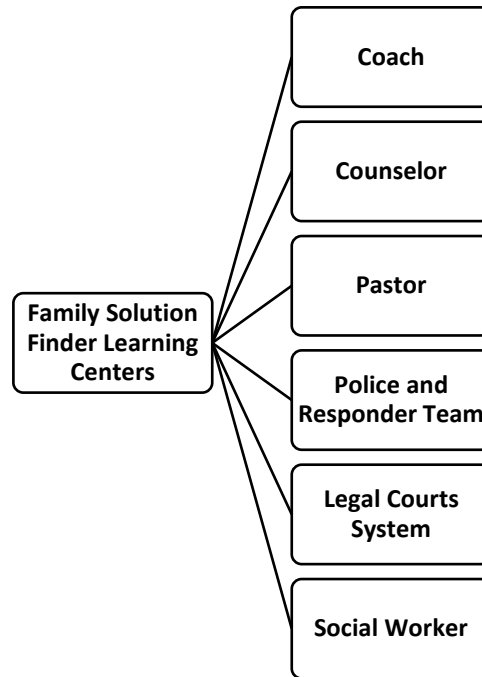 Coach
Counselor
Pastor
Family Solution
Finder Learning
Centers
Police and
Responder Team
Legal Courts
System
Social Worker